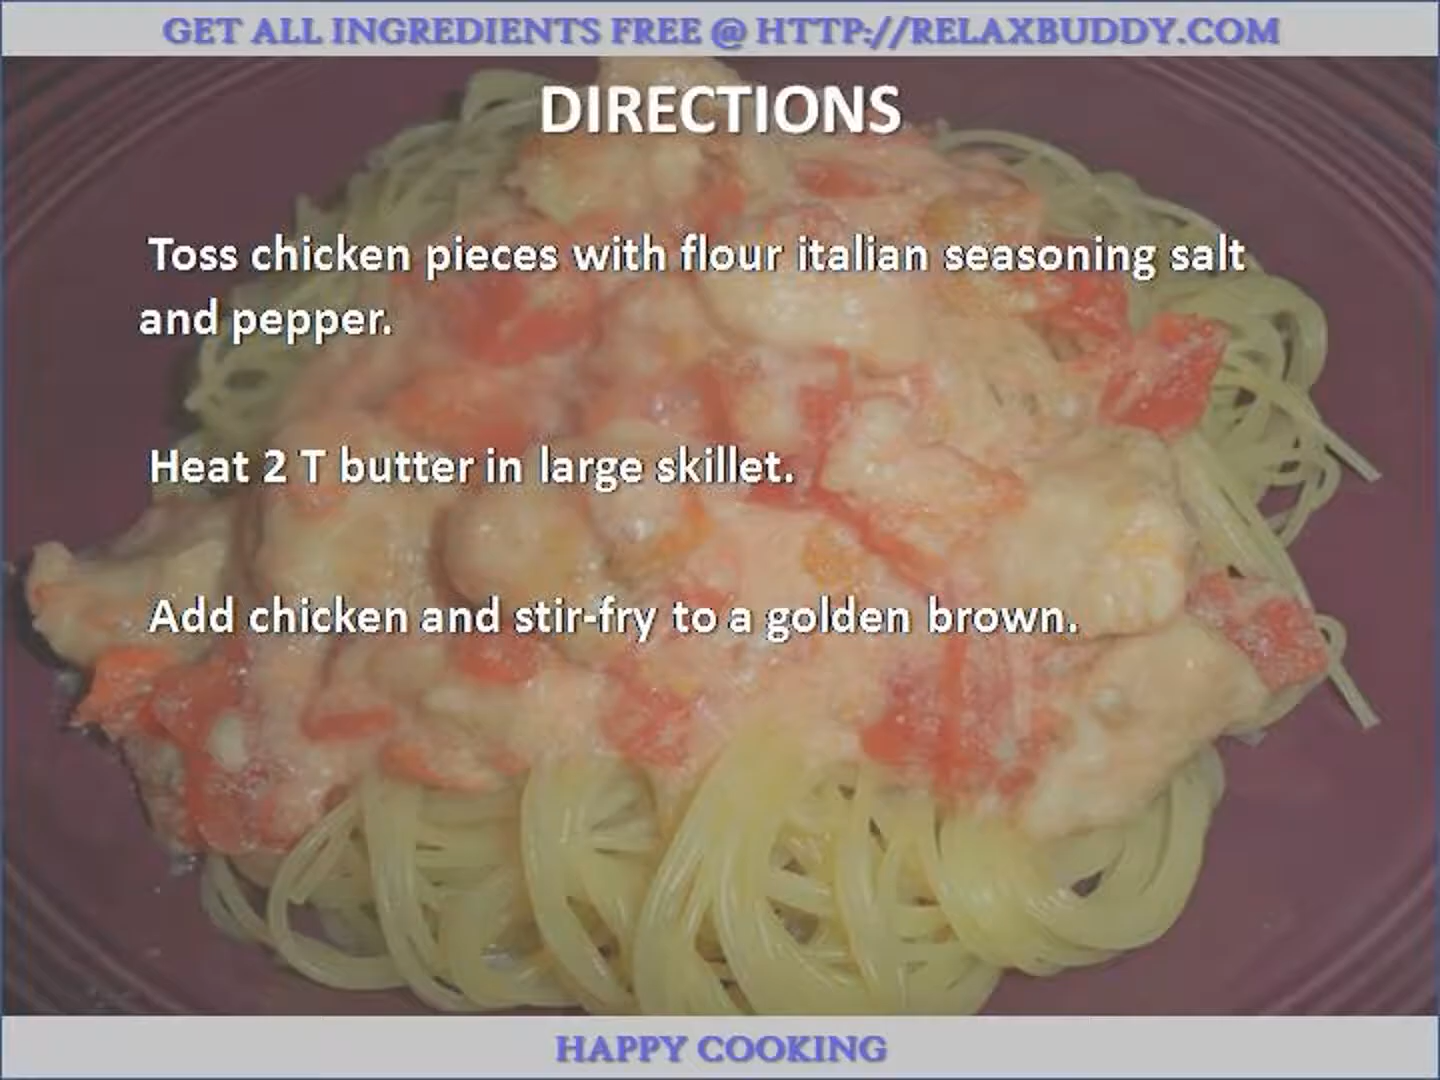 GET ALL INGREDIENTS FREE @ HTTP://RELAXBUDDY.COM
DIRECTIONS
Toss chicken pieces with flour italian seasoning salt
and pepper.
Heat 2 T butter in large skillet.
Add chicken and stir-fry to a golden brown.
HAPPY COOKING